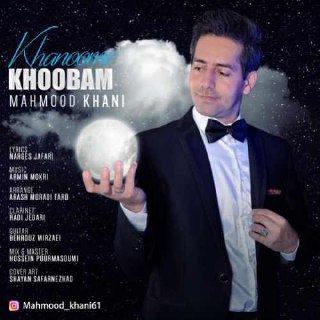 Khanoome
KHOOBAM
MAHMOOD KHANI
LYRICS
NARGES JAFARI
MUSIC
ARMIN MOKRI
ARRANGE
ARASH MORADI FARD
CLARINET
HADI JEDARI
GUITAR
BEHROUZ MIRZAEI
MIX & MASTER
HOSSEIN POORMASOUMI
COVER ART
SHAYAN SAFARNEZHAD
Mahmood_khani61